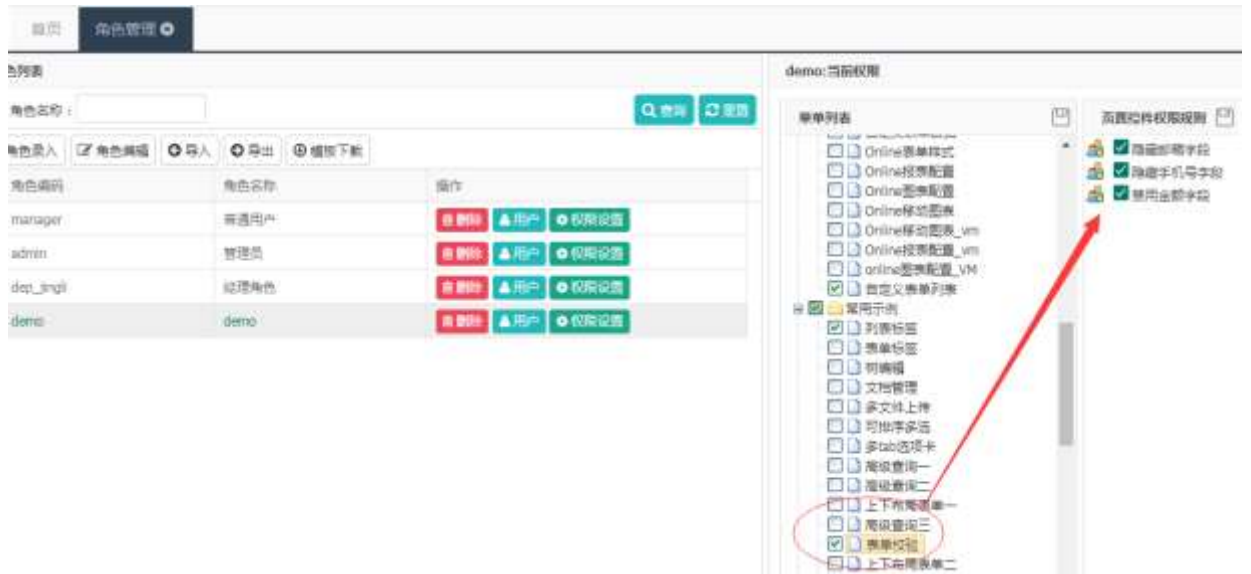 首页 角色管理
色列表
角色名称：
查询 重置
角色录入 角色编辑 导入 导出 模板下载
角色编码 角色名称 操作
manager 普通用户 删除 用户 权限设置
admin 管理员 删除 用户 权限设置
dep_jingli 经理角色 删除 用户 权限设置
demo demo 删除 用户 权限设置
demo:当前权限
菜单列表
Online表单样式
Online报表配置
Online图表配置
Online移动图表
Online移动图表_vm
Online报表配置_vm
online图表配置_VM
自定义表单列表
常用示例
列表标签
表单标签
树编辑
文档管理
多文件上传
可排序多选
多tab选项卡
高级查询一
高级查询二
上下布局表单一
高级查询三
表单校验
上下布局表单二
页面控件权限规则
隐藏邮箱字段
隐藏手机号字段
禁用金额字段